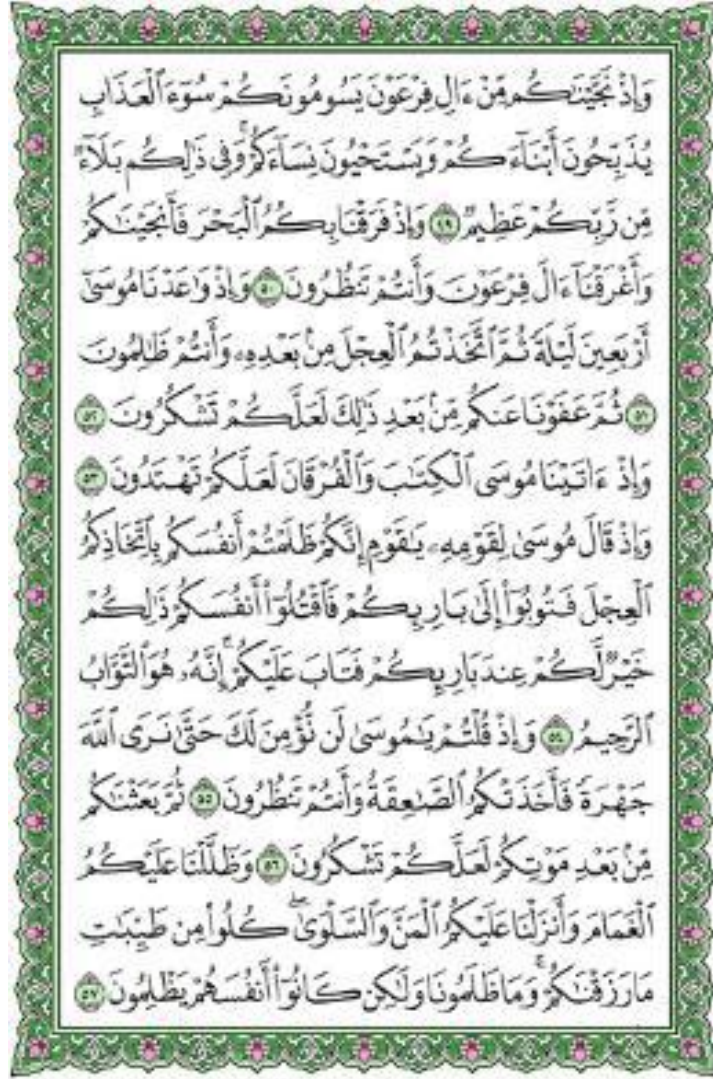 وَإِذْ نَجَّيْنَٰكُم مِّنْ ءَالِ فِرْعَوْنَ يَسُومُونَكُمْ سُوٓءَ ٱلْعَذَابِ
يُذَبِّحُونَ أَبْنَآءَكُمْ وَيَسْتَحْيُونَ نِسَآءَكُمْ ۚ وَفِى ذَٰلِكُم بَلَآءٌ
مِّن رَّبِّكُمْ عَظِيمٌ ٤٩ وَإِذْ فَرَقْنَا بِكُمُ ٱلْبَحْرَ فَأَنجَيْنَٰكُمْ
وَأَغْرَقْنَآ ءَالَ فِرْعَوْنَ وَأَنتُمْ تَنظُرُونَ ٥٠ وَإِذْ وَٰعَدْنَا مُوسَىٰٓ
أَرْبَعِينَ لَيْلَةً ثُمَّ ٱتَّخَذْتُمُ ٱلْعِجْلَ مِنۢ بَعْدِهِۦ وَأَنتُمْ ظَٰلِمُونَ
٥١ ثُمَّ عَفَوْنَا عَنكُم مِّنۢ بَعْدِ ذَٰلِكَ لَعَلَّكُمْ تَشْكُرُونَ ٥٢
وَإِذْ ءَاتَيْنَا مُوسَى ٱلْكِتَٰبَ وَٱلْفُرْقَانَ لَعَلَّكُمْ تَهْتَدُونَ ٥٣
وَإِذْ قَالَ مُوسَىٰ لِقَوْمِهِۦ يَٰقَوْمِ إِنَّكُمْ ظَلَمْتُمْ أَنفُسَكُم بِٱتِّخَاذِكُمُ
ٱلْعِجْلَ فَتُوبُوٓا۟ إِلَىٰ بَارِئِكُمْ فَٱقْتُلُوٓا۟ أَنفُسَكُمْ ذَٰلِكُمْ
خَيْرٌ لَّكُمْ عِندَ بَارِئِكُمْ فَتَابَ عَلَيْكُمْ ۚ إِنَّهُۥ هُوَ ٱلتَّوَّابُ
ٱلرَّحِيمُ ٥٤ وَإِذْ قُلْتُمْ يَٰمُوسَىٰ لَن نُّؤْمِنَ لَكَ حَتَّىٰ نَرَى ٱللَّهَ
جَهْرَةً فَأَخَذَتْكُمُ ٱلصَّٰعِقَةُ وَأَنتُمْ تَنظُرُونَ ٥٥ ثُمَّ بَعَثْنَٰكُم
مِّنۢ بَعْدِ مَوْتِكُمْ لَعَلَّكُمْ تَشْكُرُونَ ٥٦ وَظَلَّلْنَا عَلَيْكُمُ
ٱلْغَمَامَ وَأَنزَلْنَا عَلَيْكُمُ ٱلْمَنَّ وَٱلسَّلْوَىٰ ۖ كُلُوا۟ مِن طَيِّبَٰتِ
مَا رَزَقْنَٰكُمْ ۚ وَمَا ظَلَمُونَا وَلَٰكِن كَانُوٓا۟ أَنفُسَهُمْ يَظْلِمُونَ ٥٧